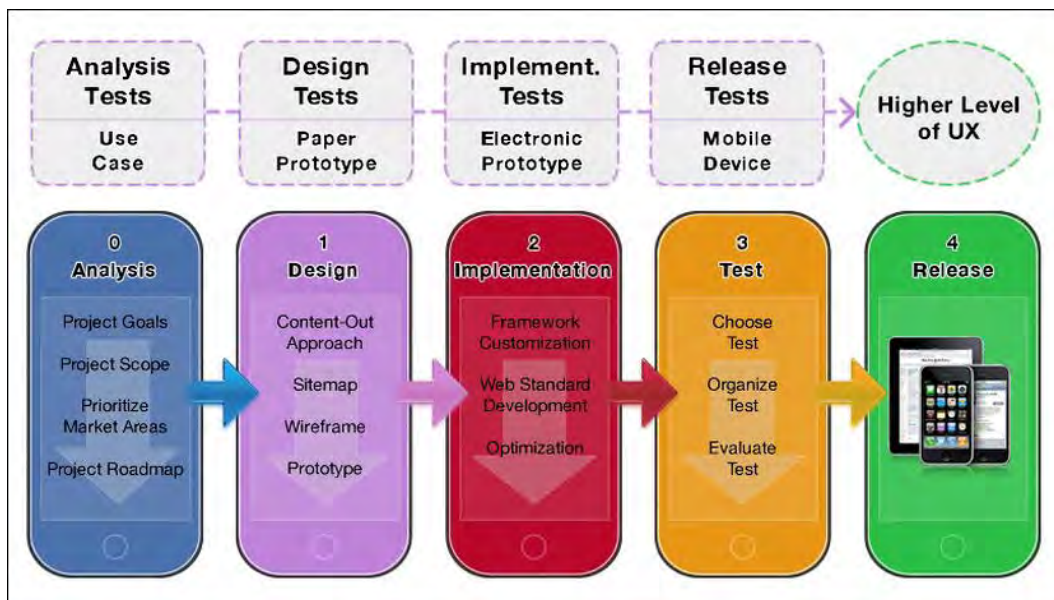 Analysis
Tests
Use
Case
Design
Tests
Paper
Prototype
Implement.
Tests
Electronic
Prototype
Release
Tests
Mobile
Device
Higher Level
of UX
0
Analysis
Project Goals
Project Scope
Prioritize
Market Areas
Project Roadmap
1
Design
Content-Out
Approach
Sitemap
Wireframe
Prototype
2
Implementation
Framework
Customization
Web Standard
Development
Optimization
3
Test
Choose
Test
Organize
Test
Evaluate
Test
4
Release